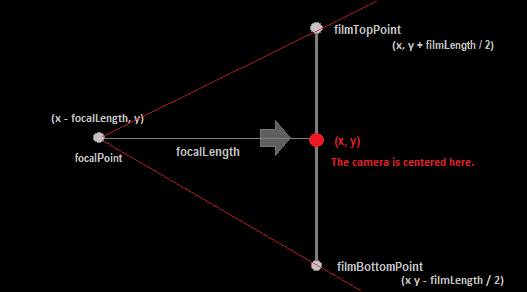 filmTopPoint
(x, y + filmLength / 2)
(x - focalLength, y)
focalPoint
focalLength
(x, y)
The camera is centered here.
filmBottomPoint
(x y - filmLength / 2)